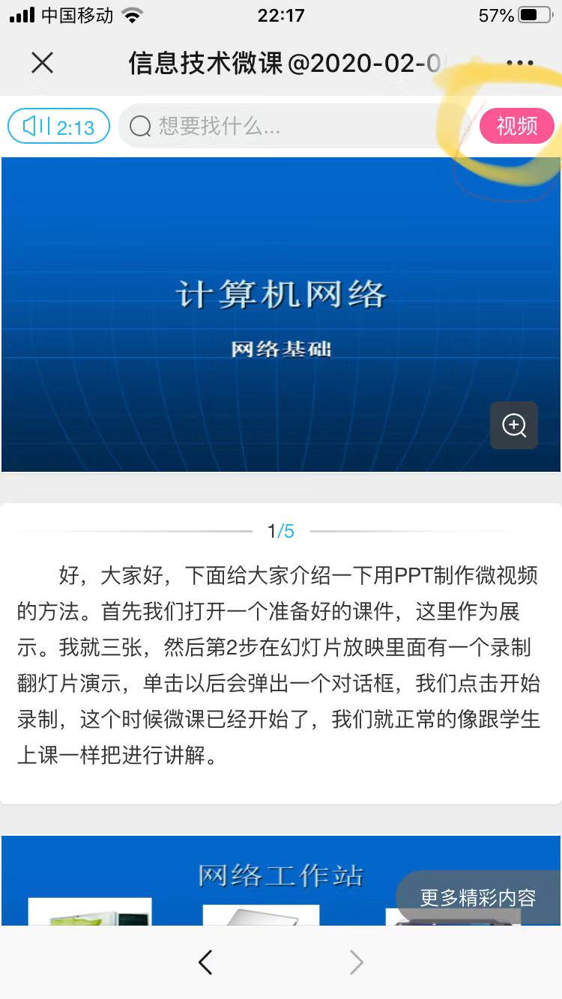 中国移动 22:17 57%
信息技术微课@2020-02-0
2:13 想要找什么... 视频
计算机网络
网络基础
1/5
好，大家好，下面给大家介绍一下用PPT制作微视频
的方法。首先我们打开一个准备好的课件，这里作为展
示。我就三张，然后第2步在幻灯片放映里面有一个录制
翻灯片演示，单击以后会弹出一个对话框，我们点击开始
录制，这个时候微课已经开始了，我们就正常的像跟学生
上课一样把进行讲解。
网络工作站
更多精彩内容